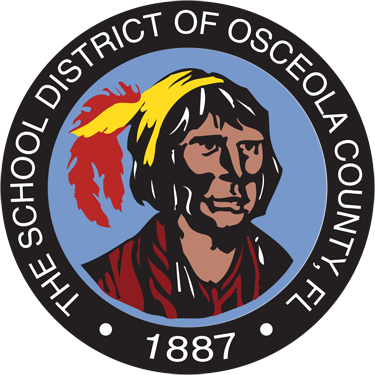 THE SCHOOL DISTRICT OF OSCEOLA COUNTY, FL
• 1887 •